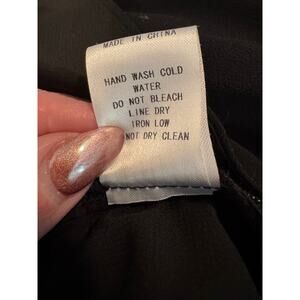 MADE IN CHINA
HAND WASH COLD
WATER
DO NOT BLEACH
LINE DRY
IRON LOW
NOT DRY CLEAN